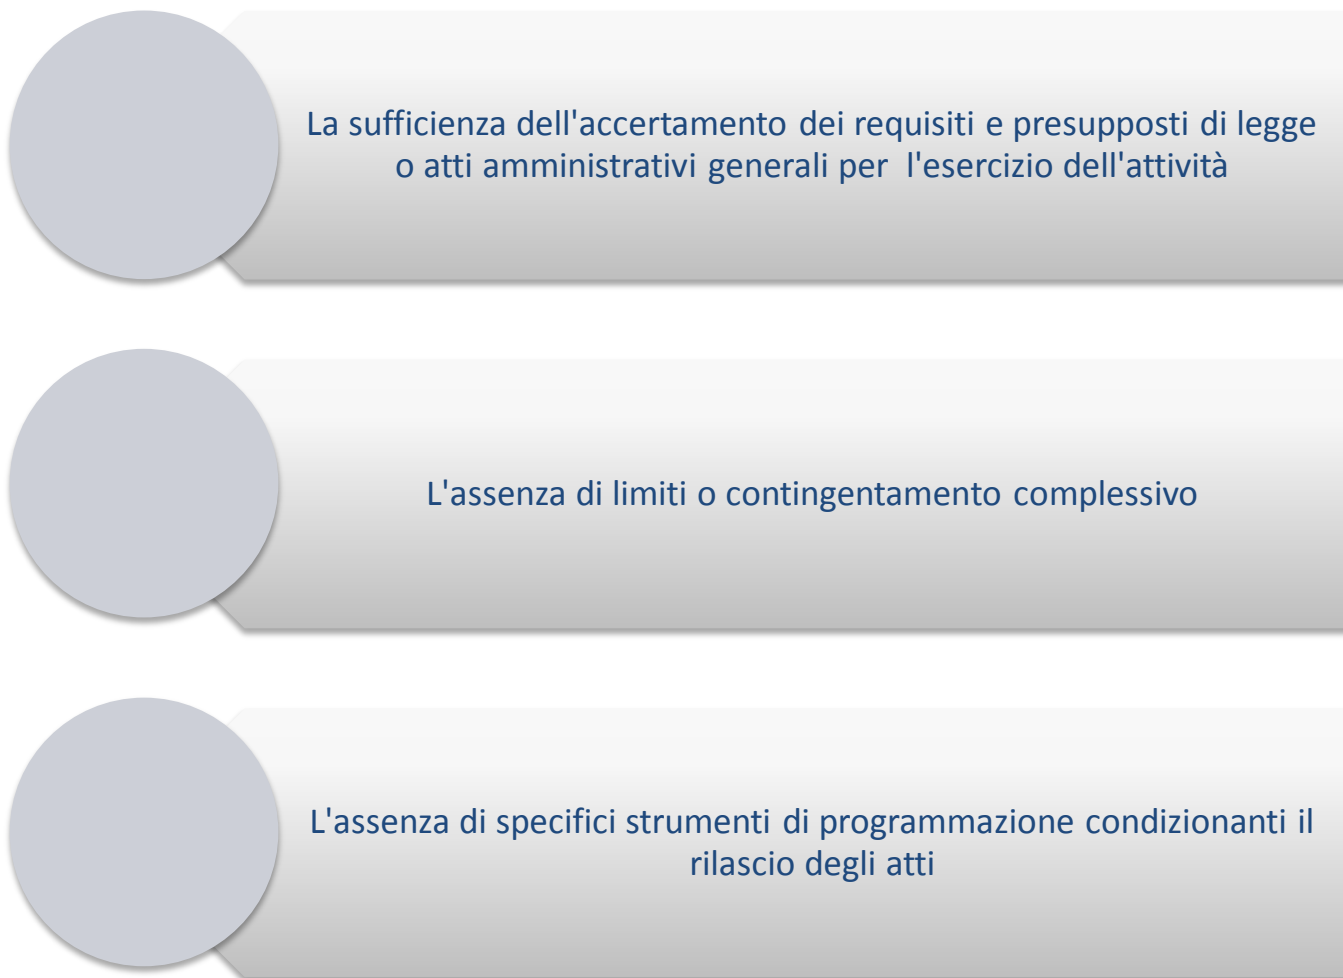 La sufficienza dell'accertamento dei requisiti e presupposti di legge
o atti amministrativi generali per  l'esercizio dell'attività
L'assenza di limiti o contingentamento complessivo
L'assenza di specifici strumenti di programmazione condizionanti il
rilascio degli atti